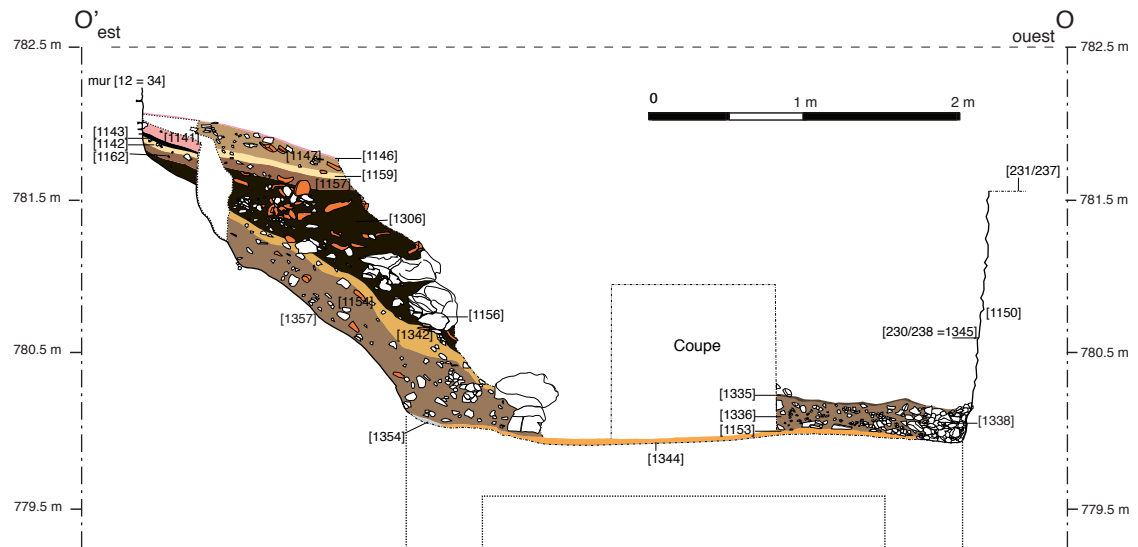 O' est
O
ouest
782.5 m
782.5 m
mur [12 = 34]
0
1 m
2 m
[1143]
[1141]
[1142]
[1147]
[1146]
[1162]
[1159]
[1157]
[231/237]
781.5 m
781.5 m
[1306]
[1154]
[1156]
[1150]
[1357]
[1342]
[230/238 =1345]
780.5 m
Coupe
780.5 m
[1335]
[1336]
[1338]
[1153]
[1354]
[1344]
779.5 m
779.5 m